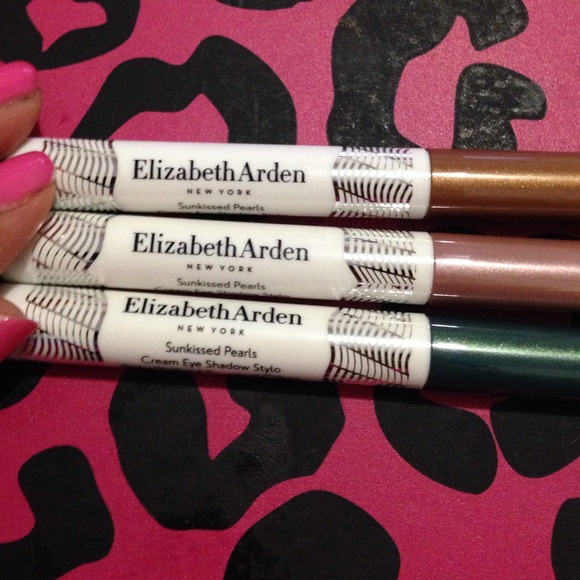 Elizabeth Arden
NEW YORK
Sunkissed Pearls
Elizabeth Arden
NEW YORK
Sunkissed Pearls
Elizabeth Arden
NEW YORK
Sunkissed Pearls
Cream Eye Shadow Stylo